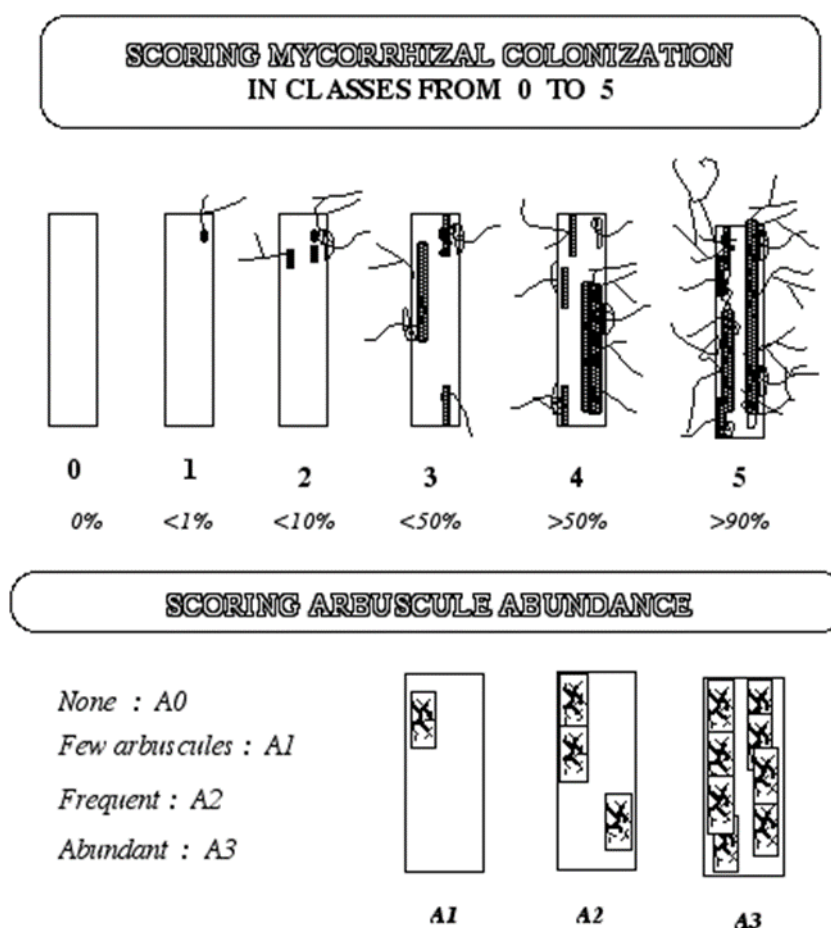 SCORING MYCORRHIZAL COLONIZATION
IN CLASSES FROM 0 TO 5
0 1 2 3 4 5
0% <1% <10% <50% >50% >90%
SCORING ARBUSCULE ABUNDANCE
None : A0
Few arbuscules : A1
Frequent : A2
Abundant : A3
A1 A2 A3